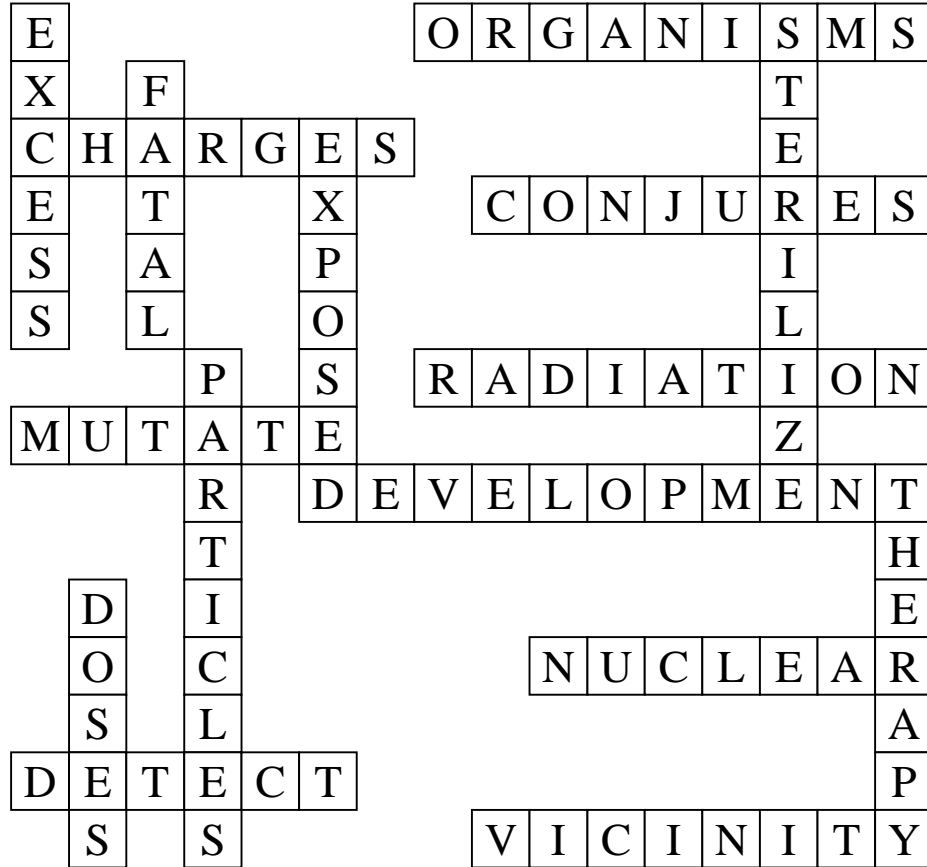 E ORGANISMS
X F T
CHARGES E
E T X CONJURES
S A P I
S L O L
P S RADIATION
MUTATE Z
R DEVELOPMENT
T H
D I E
O C NUCLEAR
S L A
DETECT P
S S VICINITY